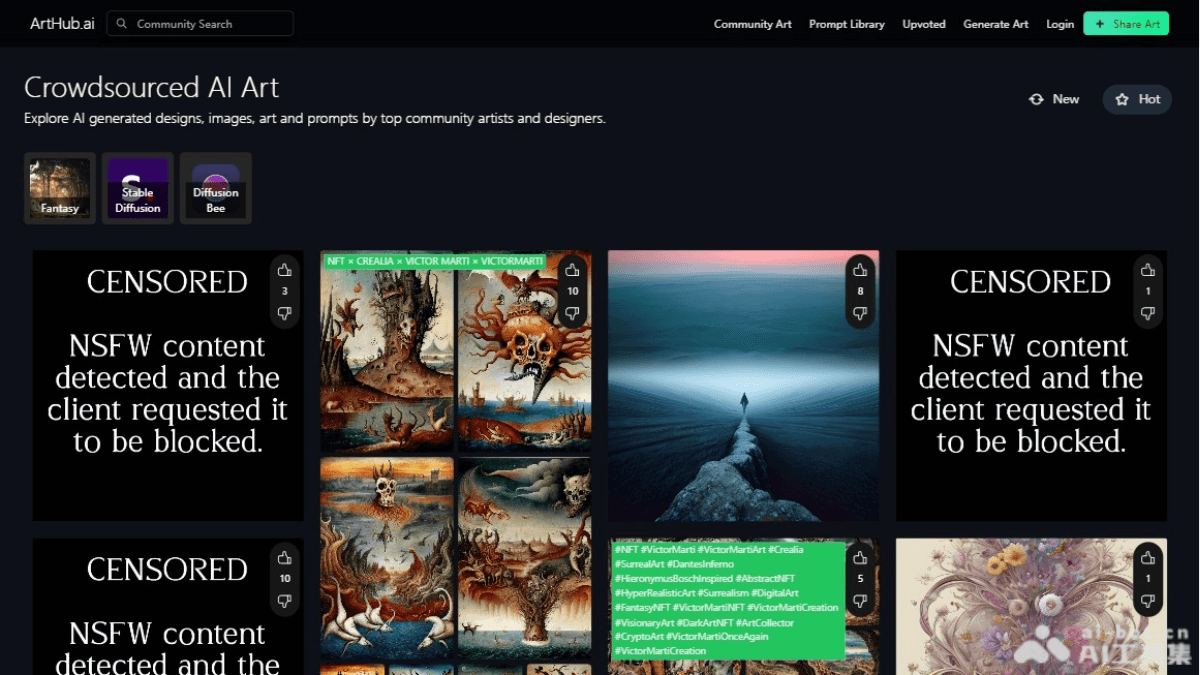 ArtHub.ai
Community Search
Community Art
Prompt Library
Upvoted
Generate Art
Login
+ Share Art
Crowdsourced AI Art
Explore AI generated designs, images, art and prompts by top community artists and designers.
New
Hot
Fantasy
Stable
Diffusion
Diffusion
Bee
CENSORED
NSFW content
detected and the
client requested it
to be blocked.
3
NFT × CREALIA × VICTOR MARTI × VICTORMARTI
10
8
CENSORED
NSFW content
detected and the
client requested it
to be blocked.
1
CENSORED
NSFW content
detected and the
10
#NFT #VictorMarti #VictorMartiArt #Crealia
#SurrealArt #DantesInferno
#HieronymusBoschInspired #AbstractNFT
#HyperRealisticArt #Surrealism #DigitalArt
#FantasyNFT #VictorMartiNFT #VictorMartiCreation
#VisionaryArt #DarkArtNFT #ArtCollector
#CryptoArt #VictorMartiOnceAgain
#VictorMartiCreation
5
1